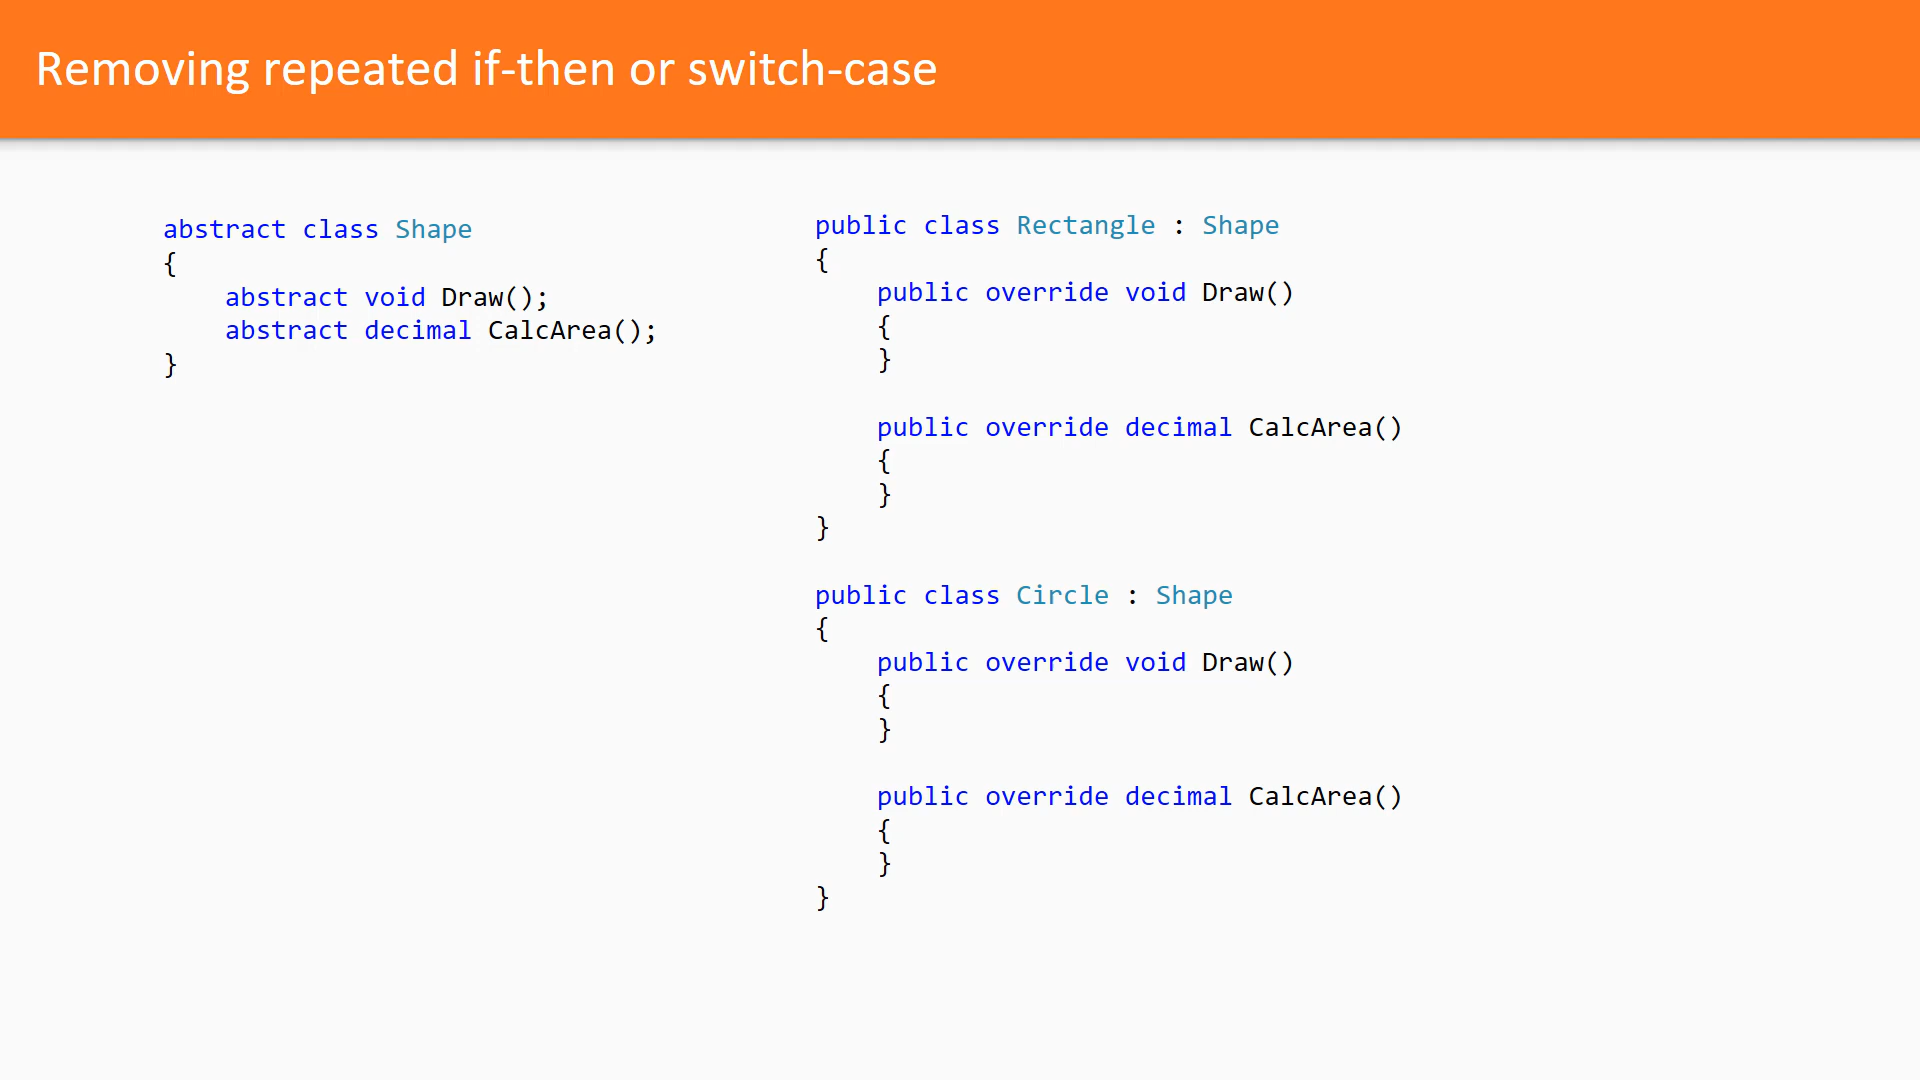 Removing repeated if-then or switch-case
abstract class Shape
{
    abstract void Draw();
    abstract decimal CalcArea();
}
public class Rectangle : Shape
{
    public override void Draw()
    {
    }

    public override decimal CalcArea()
    {
    }
}

public class Circle : Shape
{
    public override void Draw()
    {
    }

    public override decimal CalcArea()
    {
    }
}